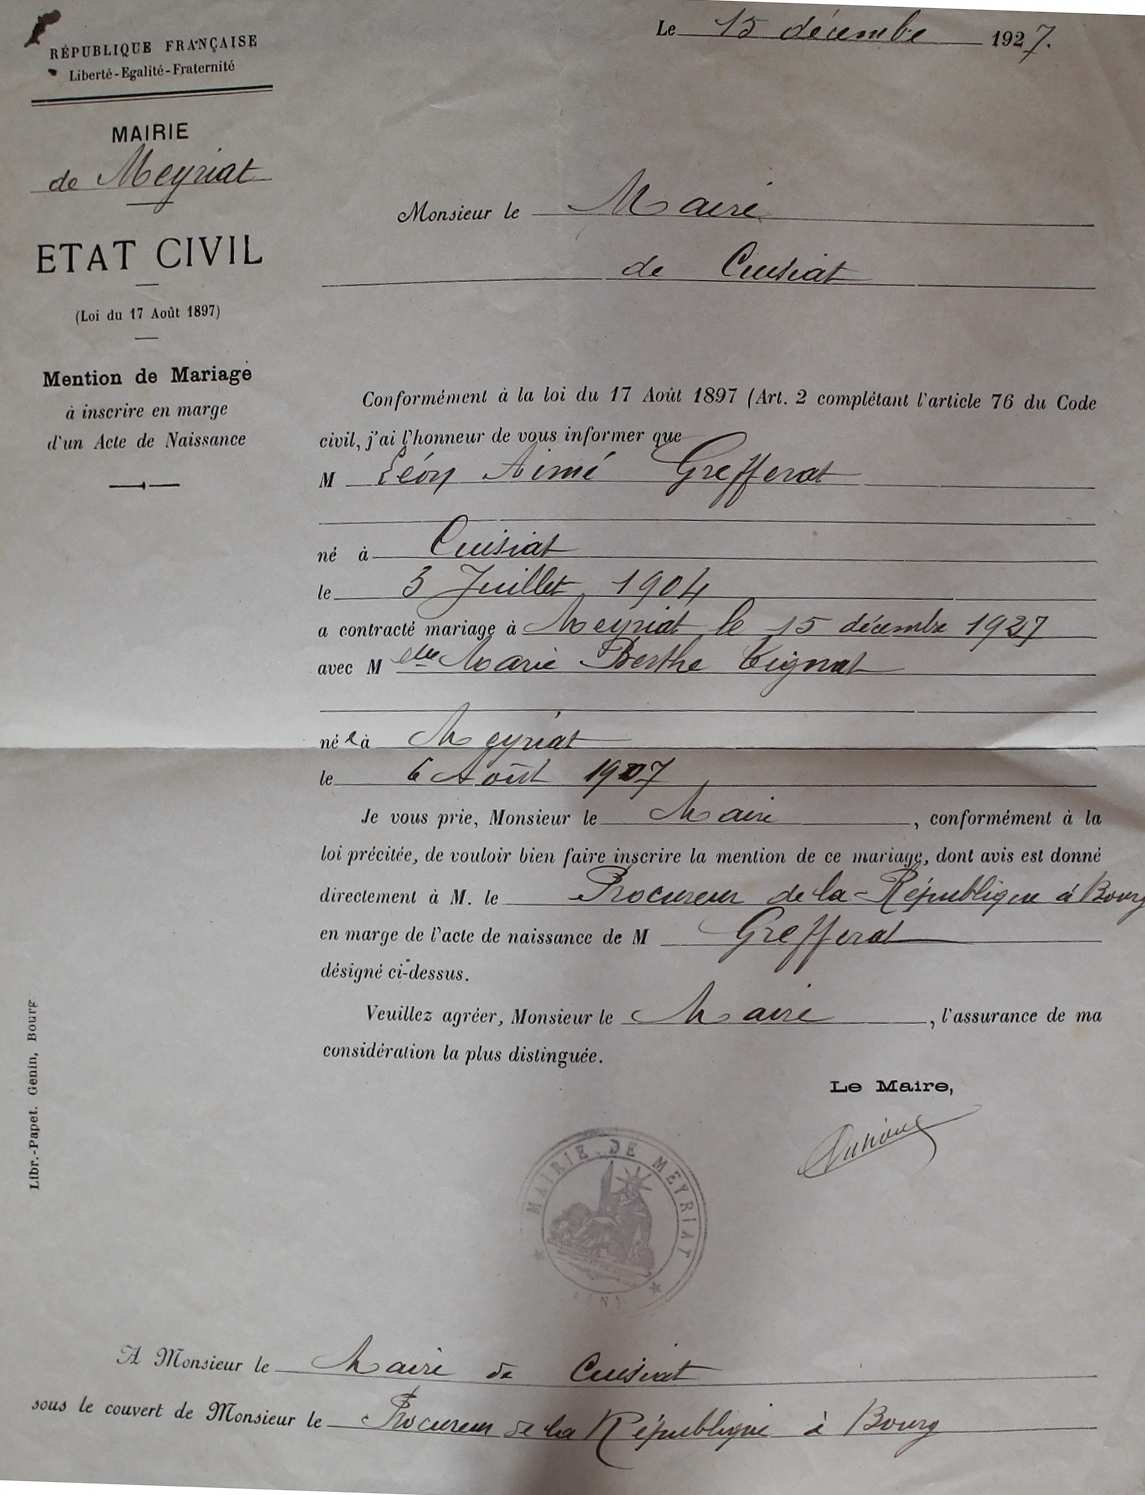 RÉPUBLIQUE FRANÇAISE
Liberté-Egalité-Fraternité
MAIRIE
de Meyriat
ETAT CIVIL
(Loi du 17 Août 1897)
Mention de Mariage
à inscrire en marge
d'un Acte de Naissance
Le 15 décembre 1927.
Monsieur le Maire
de Cuisiat
Conformément à la loi du 17 Août 1897 (Art. 2 complétant l'article 76 du Code
civil, j'ai l'honneur de vous informer que
M Léon Aimé Grefferat
né à Cuisiat
le 3 Juillet 1904
a contracté mariage à Meyriat le 15 décembre 1927
avec Melle Marie Berthe Tignat
née à Meyriat
le 6 Août 1907
Je vous prie, Monsieur le Maire, conformément à la
loi précitée, de vouloir bien faire inscrire la mention de ce mariage, dont avis est donné
directement à M. le Procureur de la République à Bourg
en marge de l'acte de naissance de M Grefferat
désigné ci-dessus.
Veuillez agréer, Monsieur le Maire, l'assurance de ma
considération la plus distinguée.
Le Maire,
MAIRIE DE MEYRIAT
Libr.-Papet. Genin, Bourg
A Monsieur le Maire de Cuisiat
sous le couvert de Monsieur le Procureur de la République à Bourg